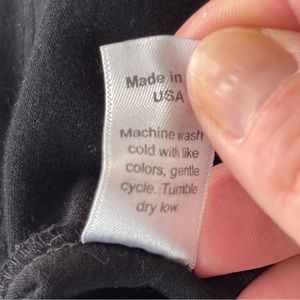 Made in
USA
Machine wash
cold with like
colors, gentle
cycle. Tumble
dry low.